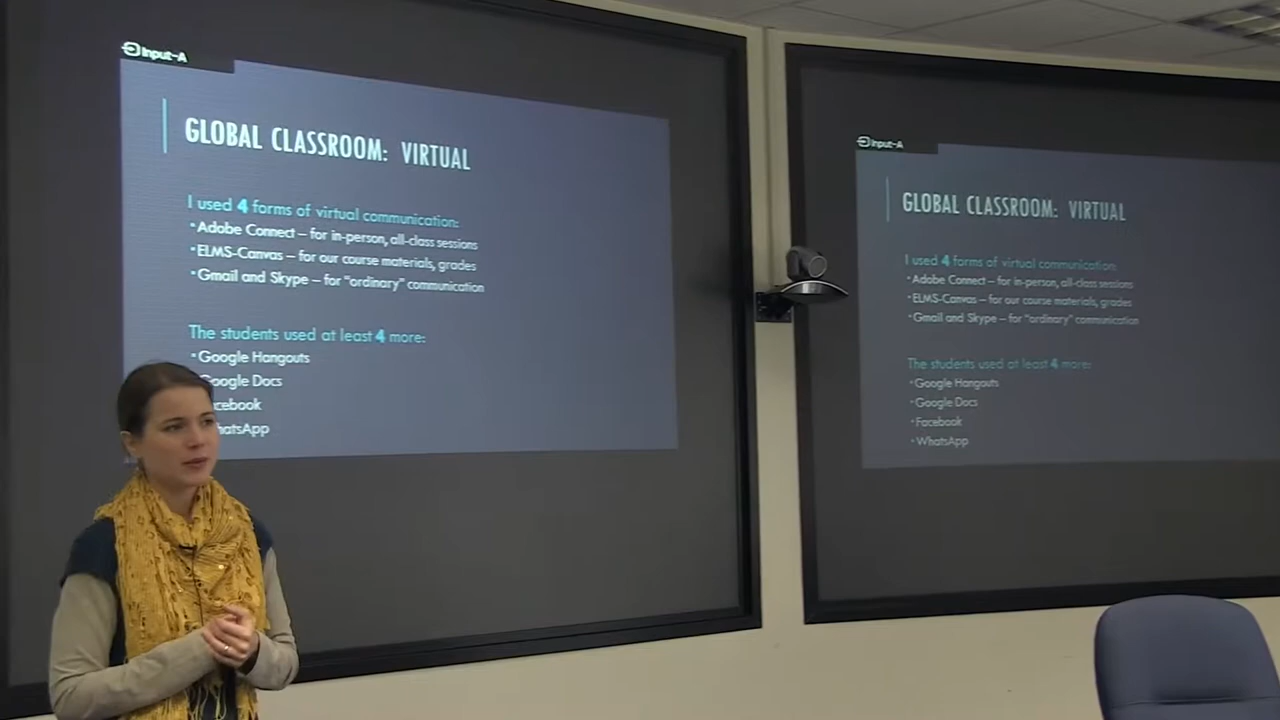 Input-A
GLOBAL CLASSROOM: VIRTUAL
I used 4 forms of virtual communication:
•Adobe Connect – for in-person, all-class sessions
•ELMS-Canvas – for our course materials, grades
•Gmail and Skype – for “ordinary” communication
The students used at least 4 more:
•Google Hangouts
Google Docs
cebook
hatsApp
Input-A
GLOBAL CLASSROOM: VIRTUAL
I used 4 forms of virtual communication:
•Adobe Connect – for in-person, all-class sessions
•ELMS-Canvas – for our course materials, grades
•Gmail and Skype – for “ordinary” communication
The students used at least 4 more:
•Google Hangouts
•Google Docs
•Facebook
•WhatsApp